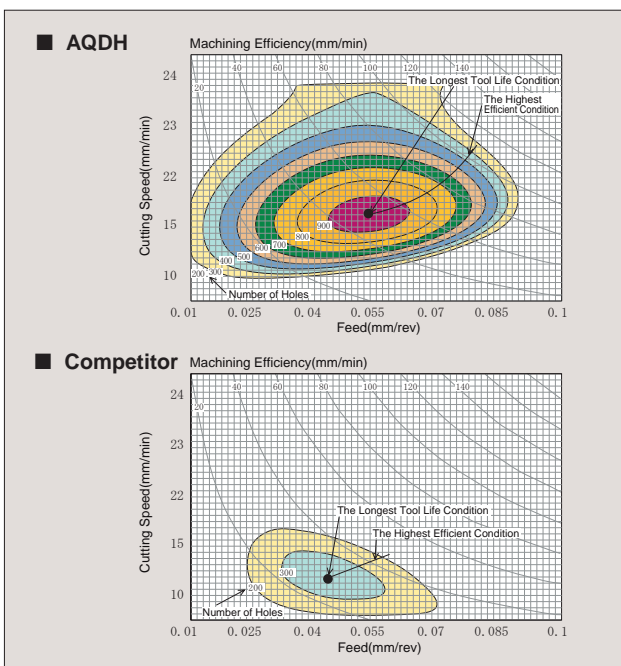 ■ AQDH
Machining Efficiency(mm/min)
20 40 60 80 100 120 140
The Longest Tool Life Condition
The Highest
Efficient Condition
Cutting Speed(mm/min)
24
23
22
15
10
900
800
700
600
500
400
300
200
Number of Holes
0.01 0.025 0.04 0.055 0.07 0.085 0.1
Feed(mm/rev)
■ Competitor
Machining Efficiency(mm/min)
20 40 60 80 100 120 140
Cutting Speed(mm/min)
24
23
22
15
10
The Longest Tool Life Condition
The Highest Efficient Condition
300
200
Number of Holes
0.01 0.025 0.04 0.055 0.07 0.085 0.1
Feed(mm/rev)